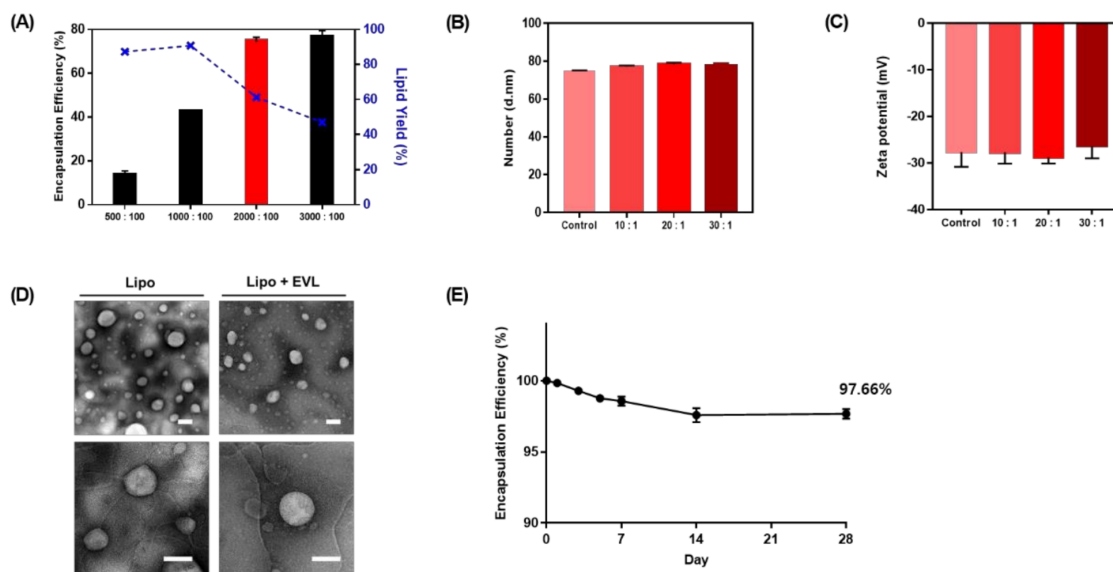 (A)
Encapsulation Efficiency (%)
80
60
40
20
0
100
80
60
40
20
0
Lipid Yield
(%)
500 : 100
1000 : 100
2000 : 100
3000 : 100
(B)
Number (d.nm)
100
80
60
40
20
0
Control
10 : 1
20 : 1
30 : 1
(C)
Zeta potential (mV)
0
-10
-20
-30
-40
Control
10 : 1
20 : 1
30 : 1
(D)
Lipo
Lipo + EVL
(E)
Encapsulation Efficiency (%)
100
95
90
97.66%
0
7
14
21
28
Day